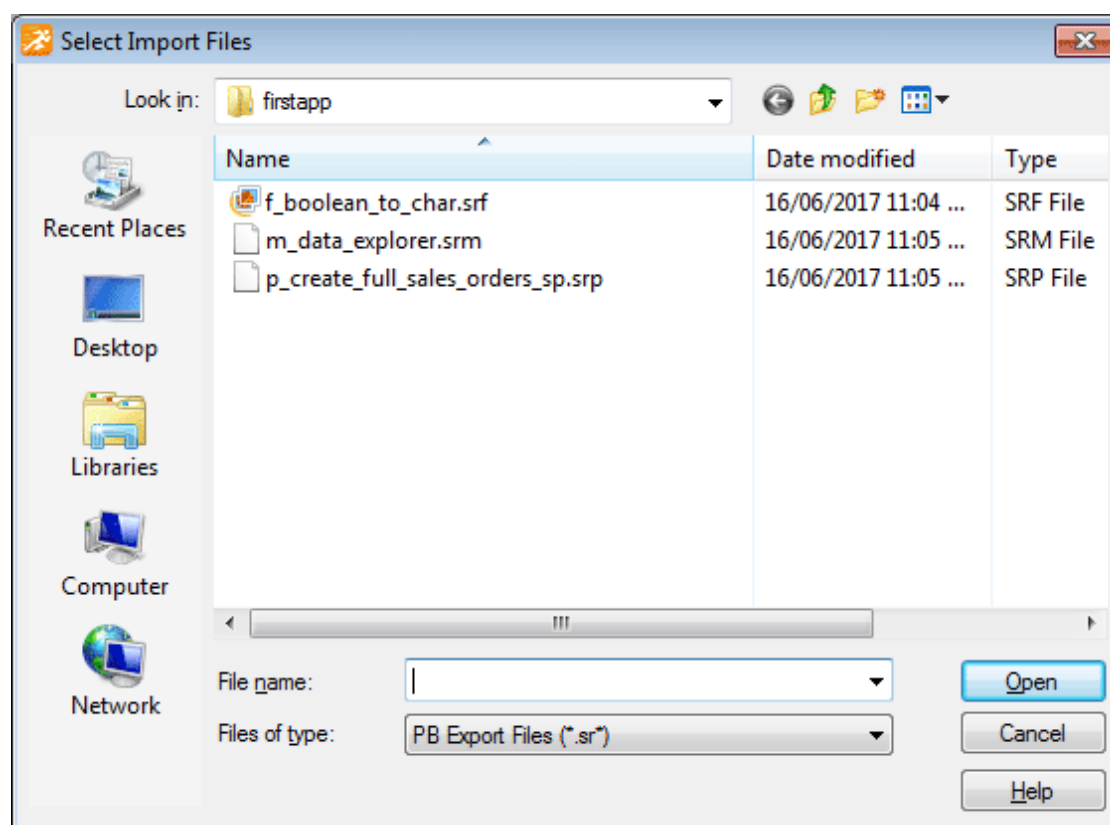 Select Import Files
Look in: firstapp
Name Date modified Type
f_boolean_to_char.srf 16/06/2017 11:04 ... SRF File
m_data_explorer.srm 16/06/2017 11:05 ... SRM File
p_create_full_sales_orders_sp.srp 16/06/2017 11:05 ... SRP File
Recent Places
Desktop
Libraries
Computer
Network
File name: Open
Files of type: PB Export Files (*.sr*) Cancel
Help